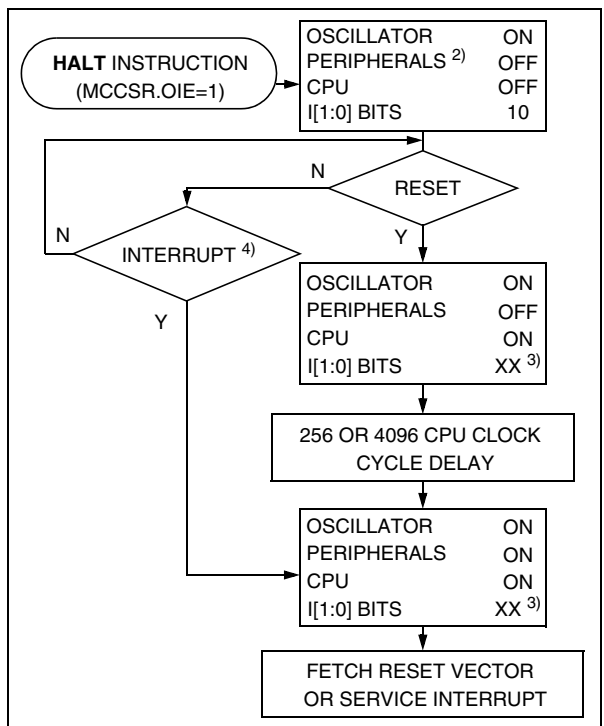 HALT INSTRUCTION
(MCCSR.OIE=1)
OSCILLATOR ON
PERIPHERALS 2) OFF
CPU OFF
I[1:0] BITS 10
N
RESET
N
INTERRUPT 4)
Y
Y
OSCILLATOR ON
PERIPHERALS OFF
CPU ON
I[1:0] BITS XX 3)
256 OR 4096 CPU CLOCK
CYCLE DELAY
OSCILLATOR ON
PERIPHERALS ON
CPU ON
I[1:0] BITS XX 3)
FETCH RESET VECTOR
OR SERVICE INTERRUPT